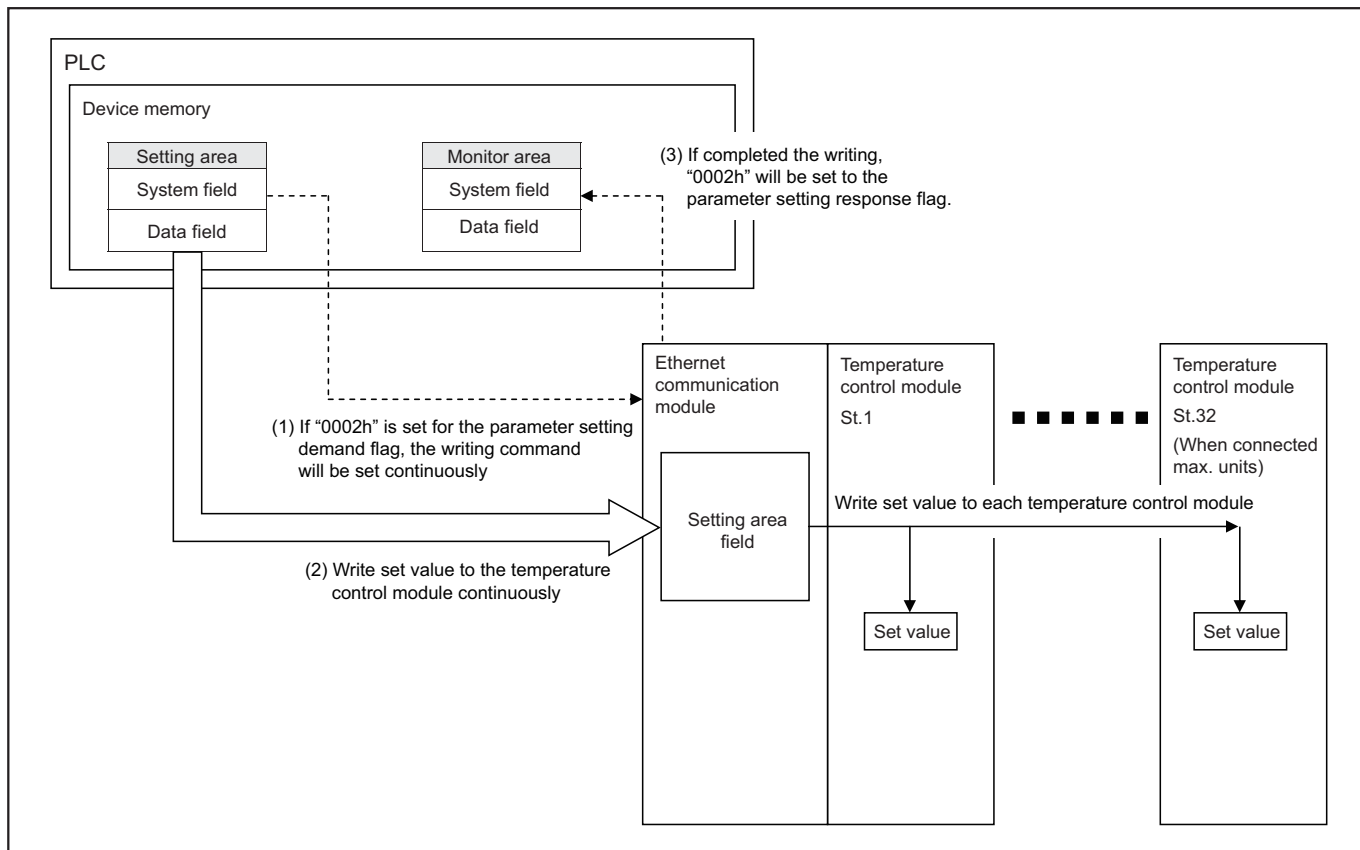 PLC
Device memory
Setting area
System field
Data field
Monitor area
System field
Data field
(3) If completed the writing,
"0002h" will be set to the
parameter setting response flag.
(1) If "0002h" is set for the parameter setting
demand flag, the writing command
will be set continuously
(2) Write set value to the temperature
control module continuously
Ethernet
communication
module
Setting area
field
Temperature
control module
St.1
Temperature
control module
St.32
(When connected
max. units)
Write set value to each temperature control module
Set value
Set value